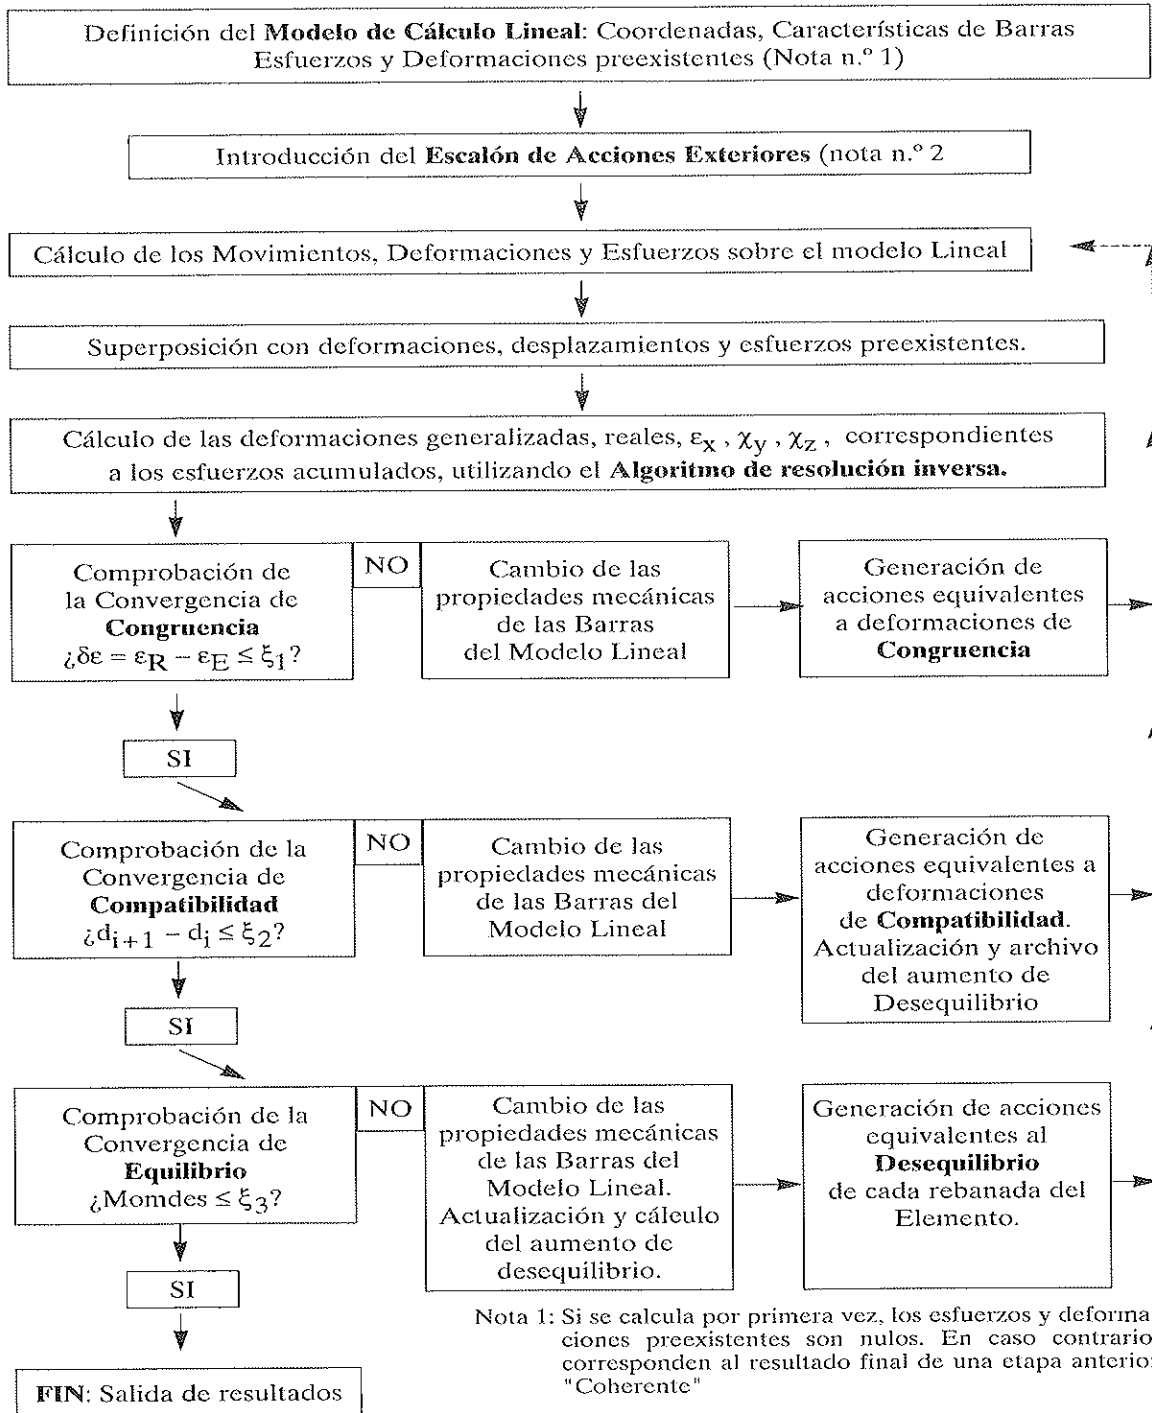 Definición del Modelo de Cálculo Lineal: Coordenadas, Características de Barras
Esfuerzos y Deformaciones preexistentes (Nota n.º 1)
Introducción del Escalón de Acciones Exteriores (nota n.º 2
Cálculo de los Movimientos, Deformaciones y Esfuerzos sobre el modelo Lineal
Superposición con deformaciones, desplazamientos y esfuerzos preexistentes.
Cálculo de las deformaciones generalizadas, reales, εx , χy , χz , correspondientes
a los esfuerzos acumulados, utilizando el Algoritmo de resolución inversa.
Comprobación de
la Convergencia de
Congruencia
¿δε = εR − εE ≤ ξ1?
NO
Cambio de las
propiedades mecánicas
de las Barras
del Modelo Lineal
Generación de
acciones equivalentes
a deformaciones de
Congruencia
SI
Comprobación de la
Convergencia de
Compatibilidad
¿di + 1 − di ≤ ξ2?
NO
Cambio de las
propiedades mecánicas
de las Barras del
Modelo Lineal
Generación de
acciones equivalentes a
deformaciones
de Compatibilidad.
Actualización y archivo
del aumento de
Desequilibrio
SI
Comprobación de la
Convergencia de
Equilibrio
¿Momdes ≤ ξ3?
NO
Cambio de las
propiedades mecánicas
de las Barras del
Modelo Lineal.
Actualización y cálculo
del aumento de
desequilibrio.
Generación de acciones
equivalentes al
Desequilibrio
de cada rebanada del
Elemento.
SI
FIN: Salida de resultados
Nota 1: Si se calcula por primera vez, los esfuerzos y deforma
ciones preexistentes son nulos. En caso contrario
corresponden al resultado final de una etapa anterior
"Coherente"